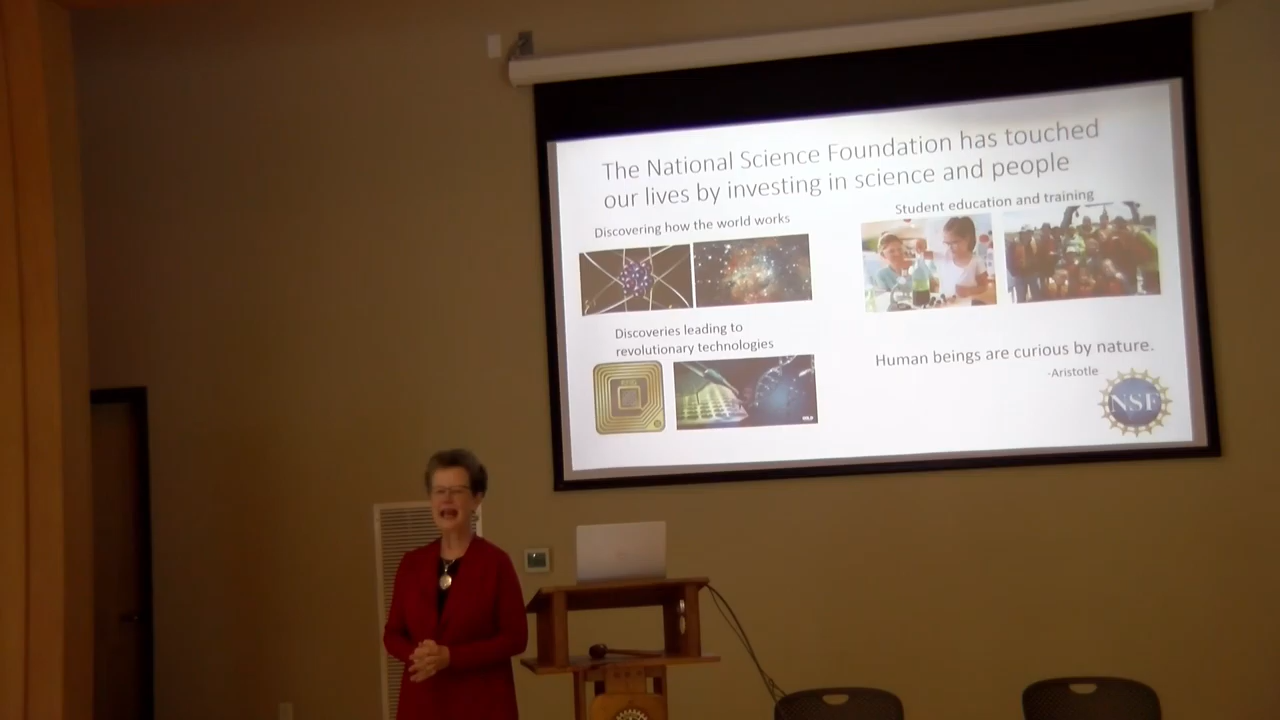 The National Science Foundation has touched
our lives by investing in science and people
Discovering how the world works
Student education and training
Discoveries leading to
revolutionary technologies
Human beings are curious by nature.
-Aristotle
NSF